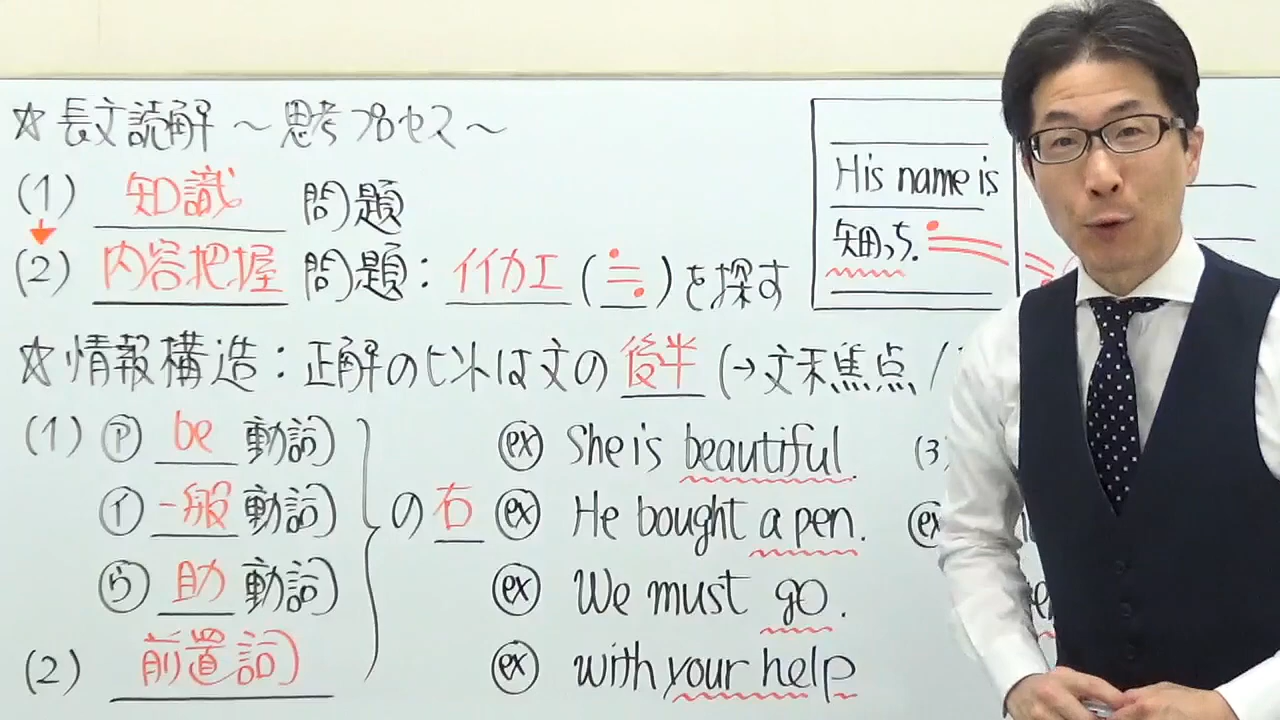 ☆ 長文読解 〜 思考プロセス 〜
(1) 知識 問題
↓
(2) 内容把握 問題: イイカエ (≒) を探す
His name is
知田っち.
☆ 情報構造: 正解のヒントは文の 後半 (→文末焦点 /
(1) ㋐ be 動詞
㋑ 一般 動詞
㋒ 助 動詞
の 右
(2) 前置詞
ex She is beautiful.
ex He bought a pen.
ex We must go.
ex with your help
(3)
ex